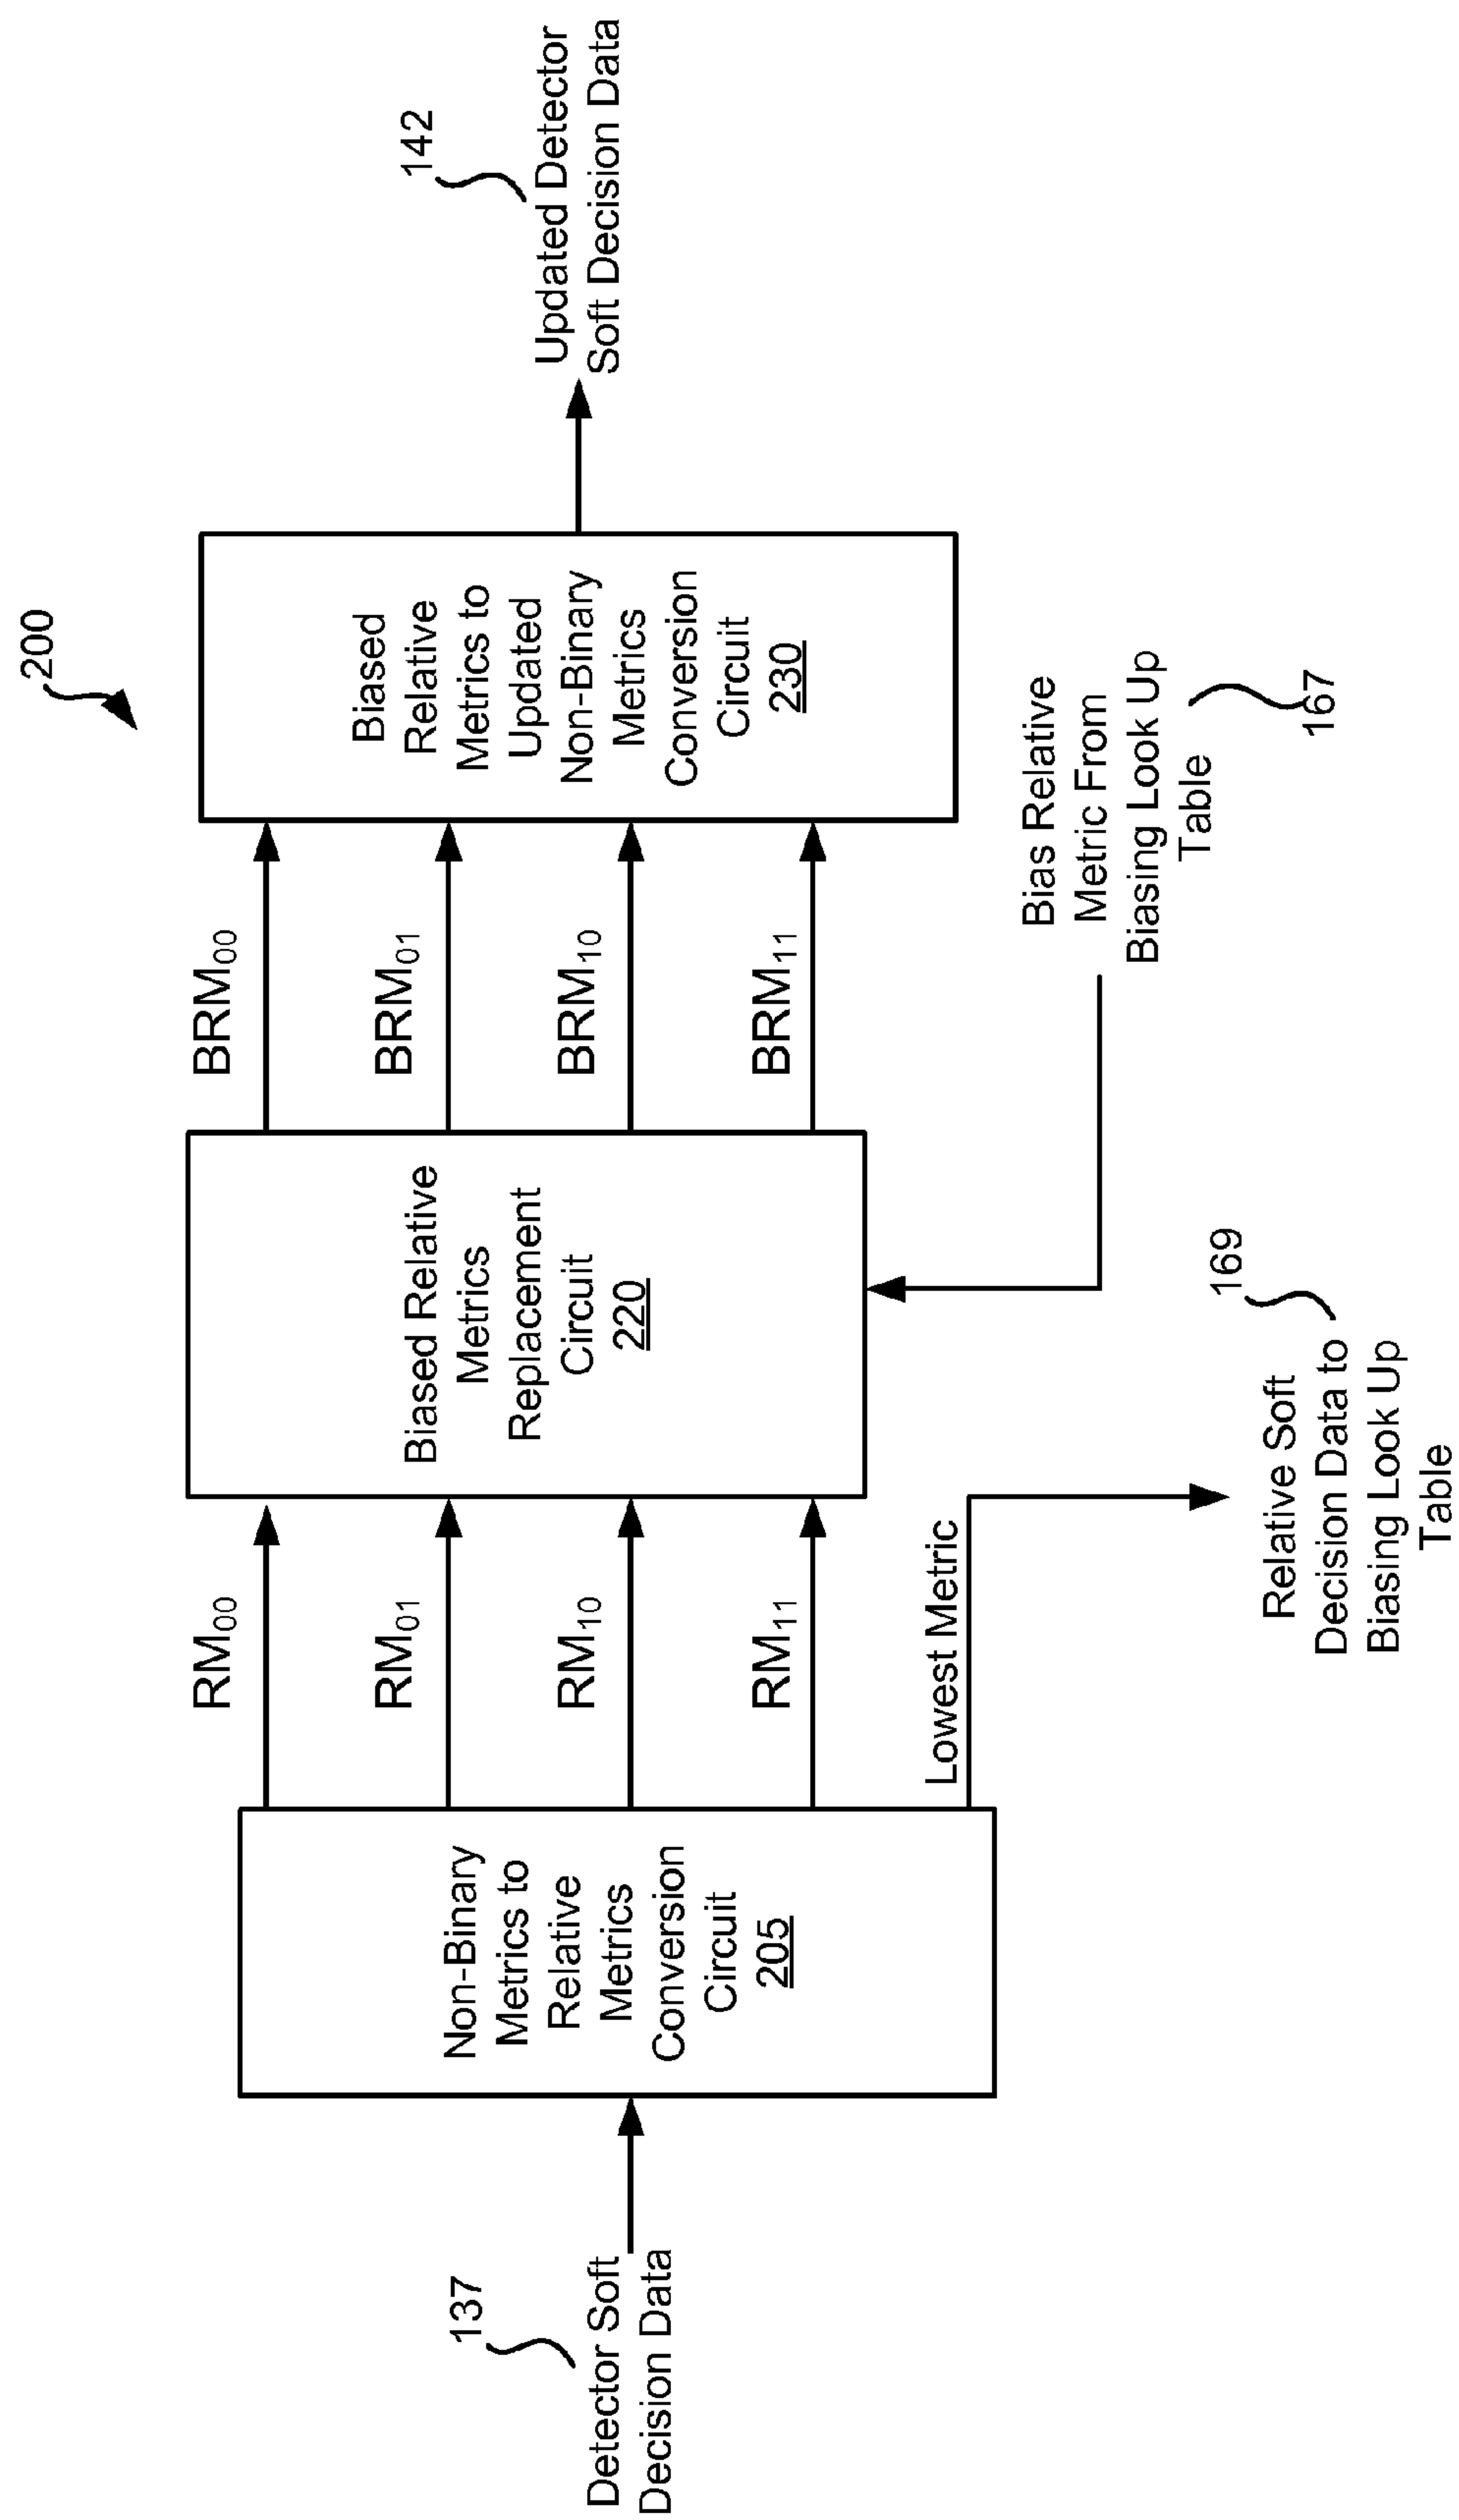 200
137
Detector Soft
Decision Data
Non-Binary
Metrics to
Relative
Metrics
Conversion
Circuit
205
RM00
RM01
RM10
RM11
Lowest Metric
169
Relative Soft
Decision Data to
Biasing Look Up
Table
Biased Relative
Metrics
Replacement
Circuit
220
BRM00
BRM01
BRM10
BRM11
Bias Relative
Metric From
Biasing Look Up
Table
167
Biased
Relative
Metrics to
Updated
Non-Binary
Metrics
Conversion
Circuit
230
142
Updated Detector
Soft Decision Data